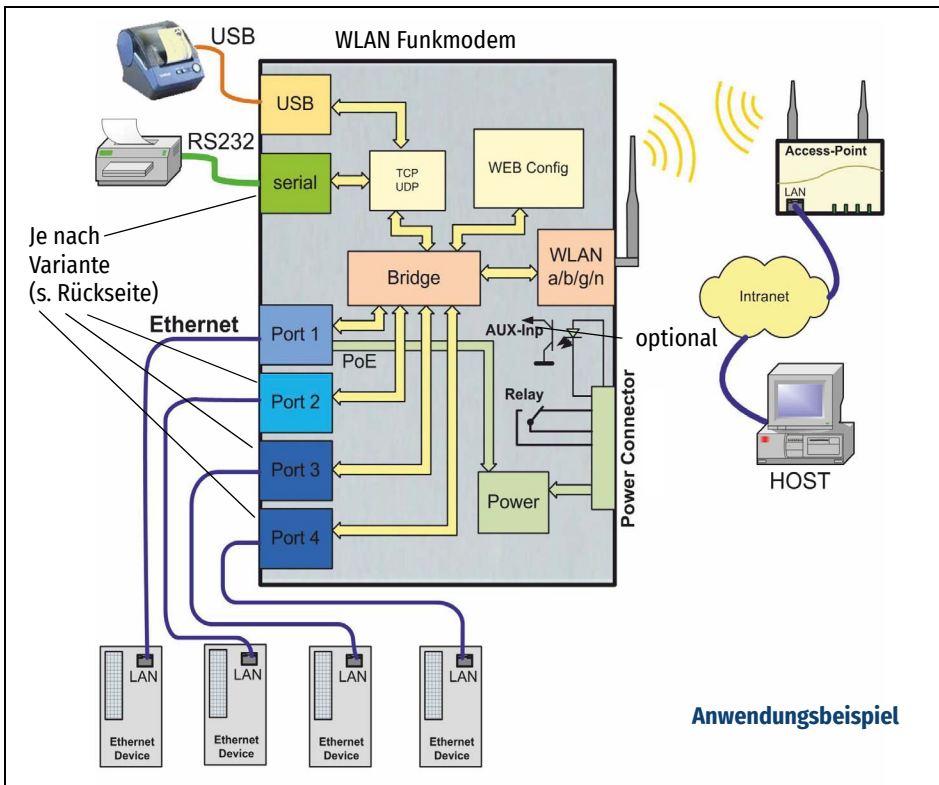 WLAN Funkmodem
USB
USB
RS232
serial
TCP
UDP
WEB Config
Access-Point
LAN
Je nach
Variante
(s. Rückseite)
Bridge
WLAN
a/b/g/n
Intranet
Ethernet
Port 1
PoE
AUX-Inp
optional
Port 2
Relay
Port 3
Power
Power Connector
HOST
Port 4
LAN
LAN
LAN
LAN
Ethernet
Device
Ethernet
Device
Ethernet
Device
Ethernet
Device
Anwendungsbeispiel